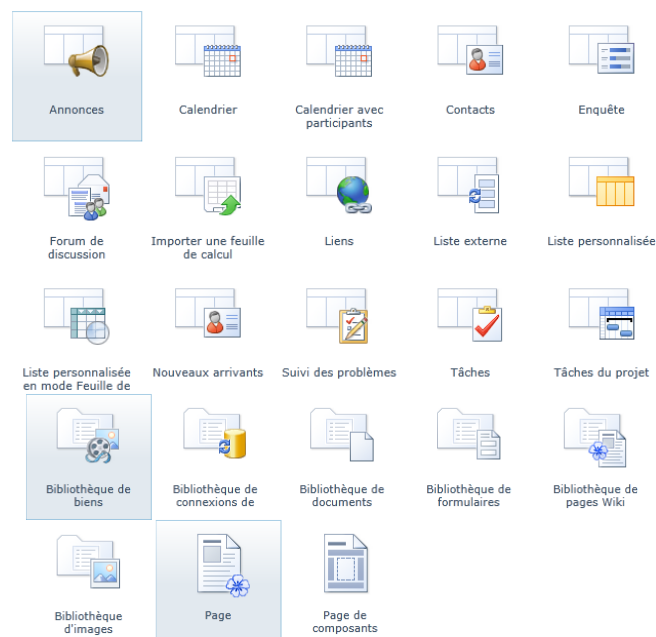 Annonces
Calendrier
Calendrier avec
participants
Contacts
Enquête
Forum de
discussion
Importer une feuille
de calcul
Liens
Liste externe
Liste personnalisée
Liste personnalisée
en mode Feuille de
Nouveaux arrivants
Suivi des problèmes
Tâches
Tâches du projet
Bibliothèque de
biens
Bibliothèque de
connexions de
Bibliothèque de
documents
Bibliothèque de
formulaires
Bibliothèque de
pages Wiki
Bibliothèque
d'images
Page
Page de
composants